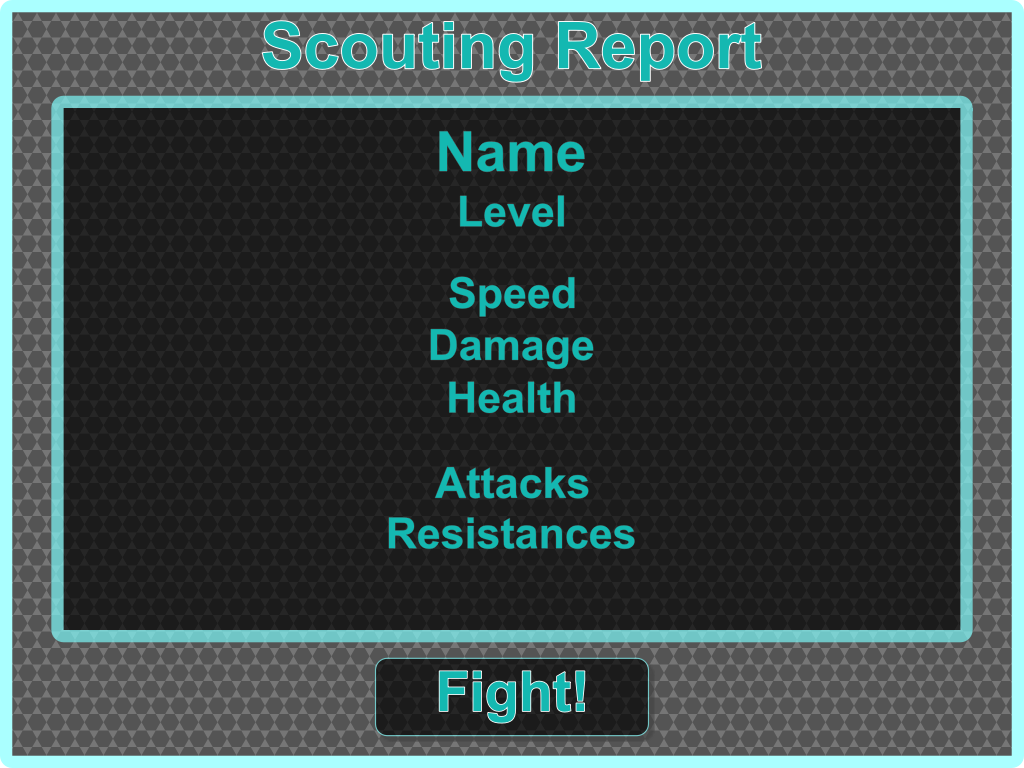 Scouting Report
Name
Level
Speed
Damage
Health
Attacks
Resistances
Fight!